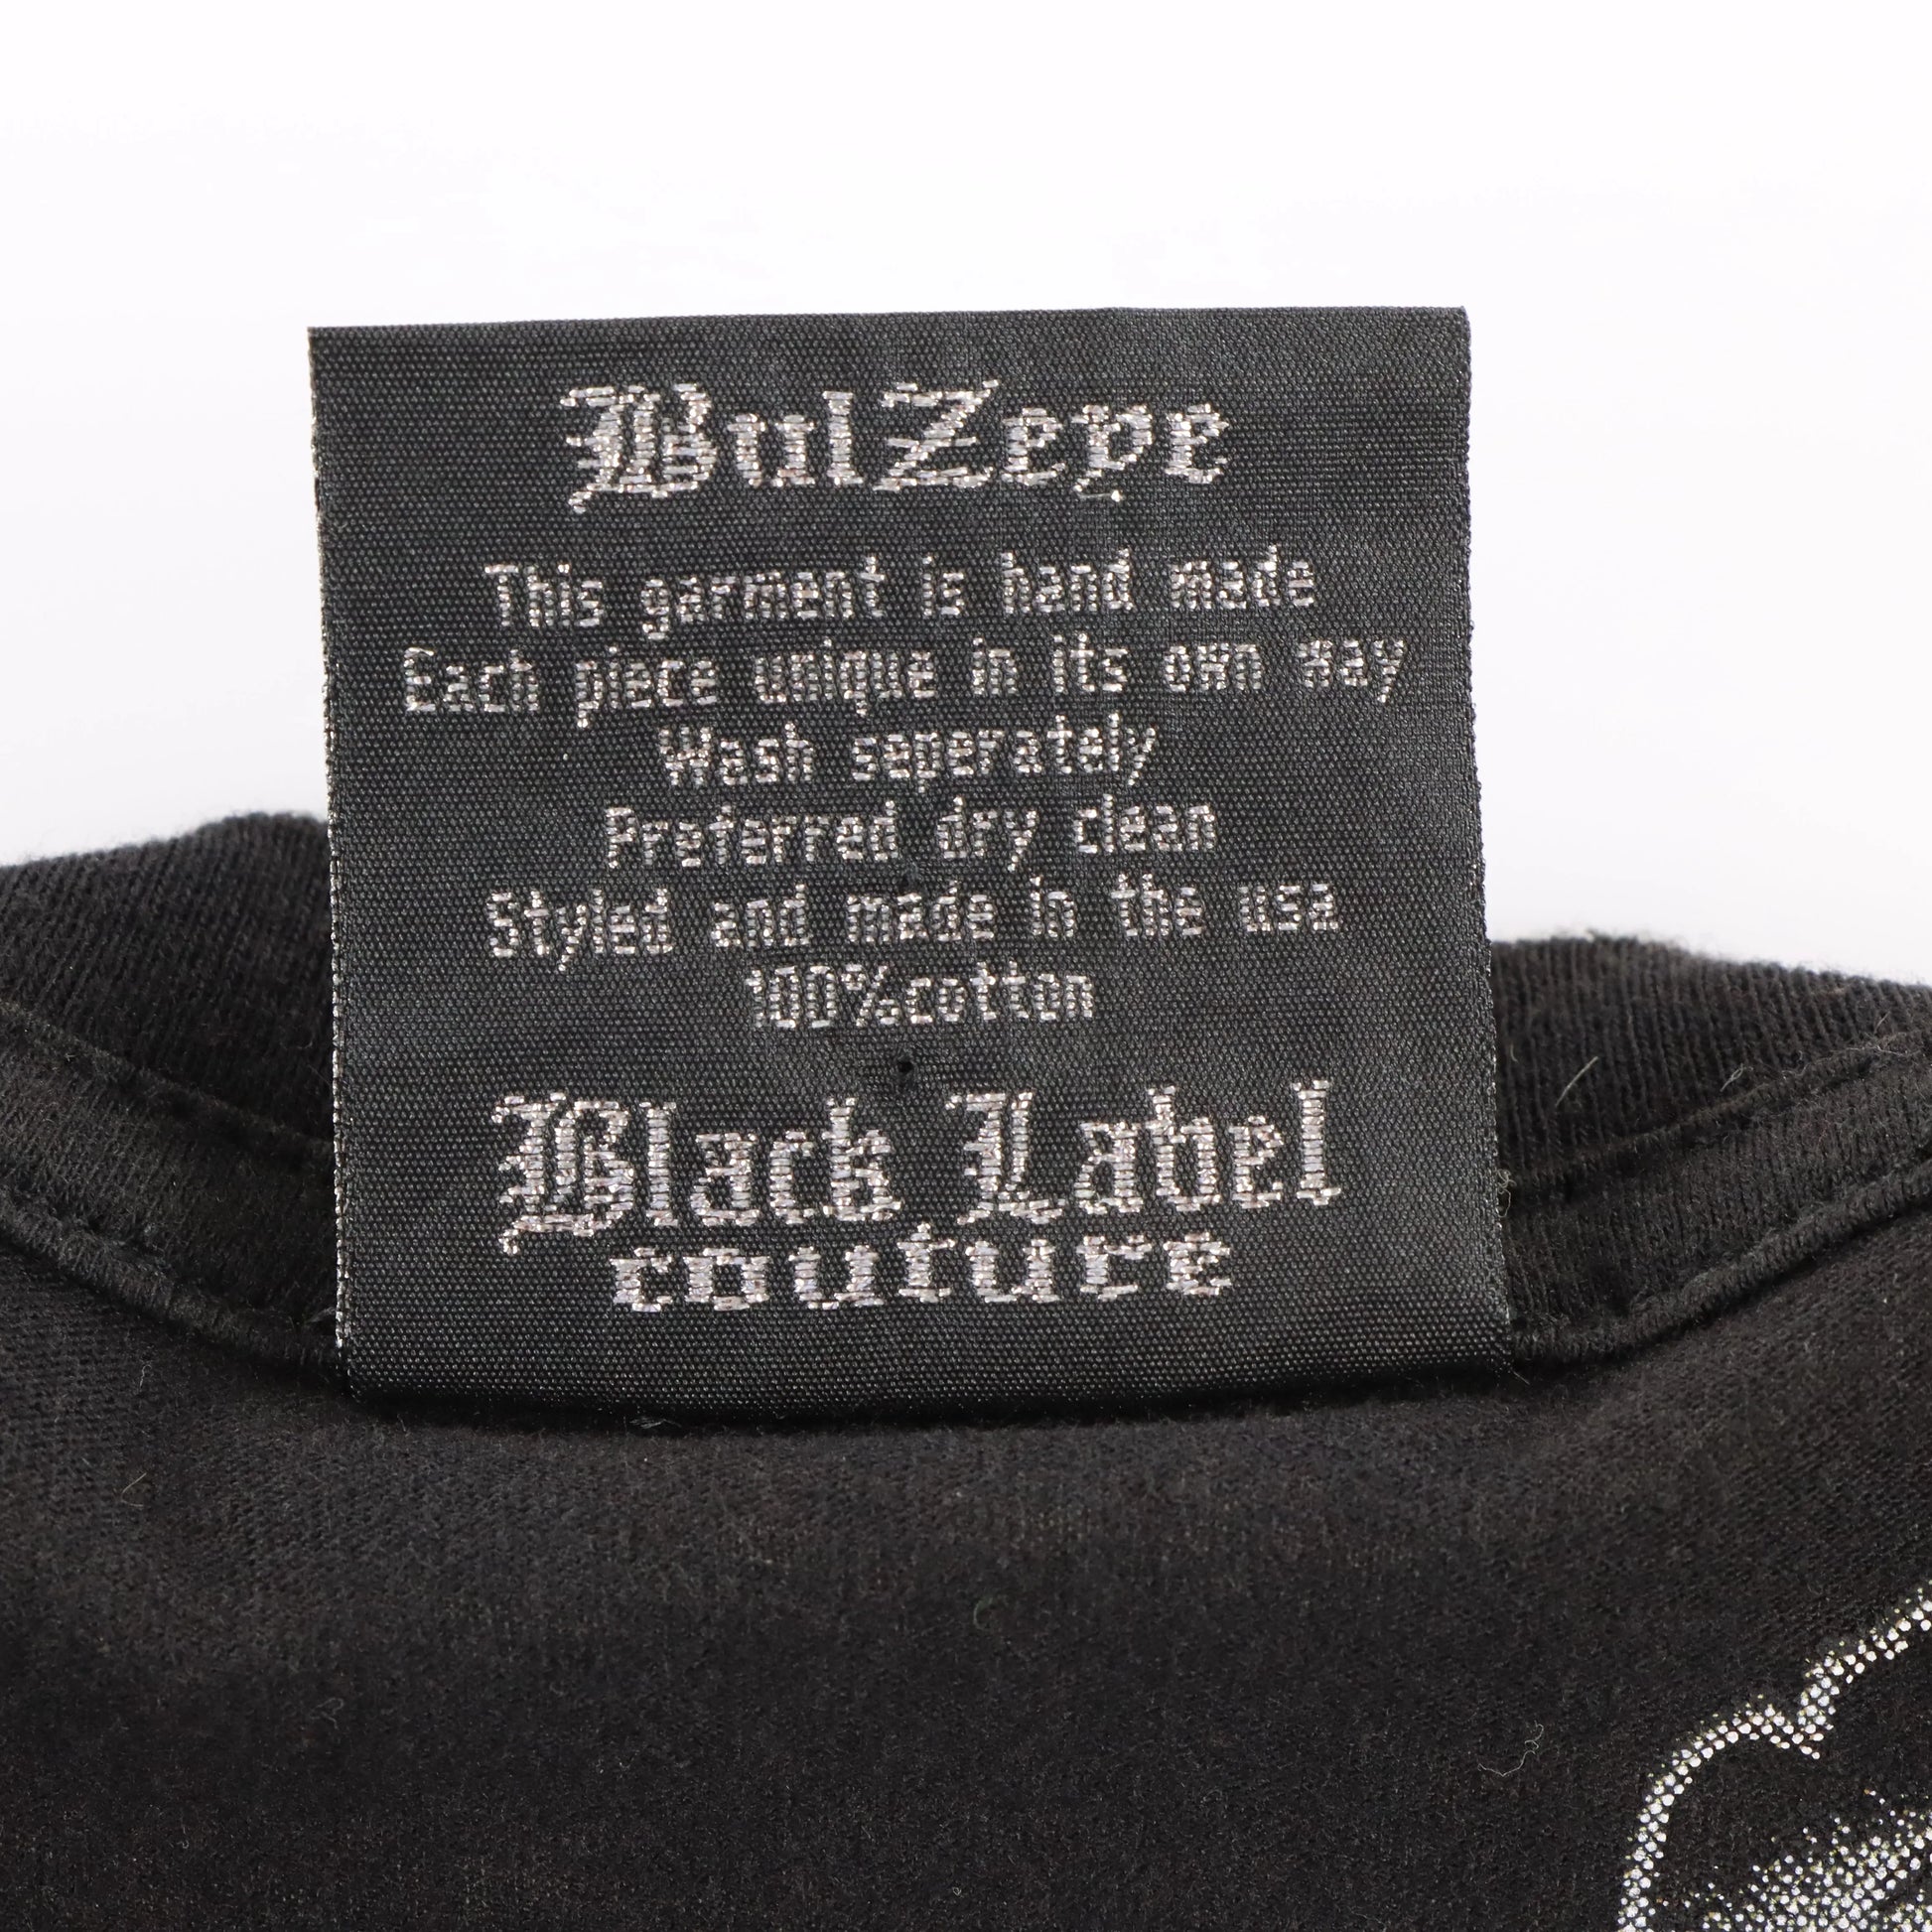 BulZeye
This garment is hand made
Each piece unique in its own way
Wash seperately
Preferred dry clean
Styled and made in the usa
100%cotton
Black Label
couture